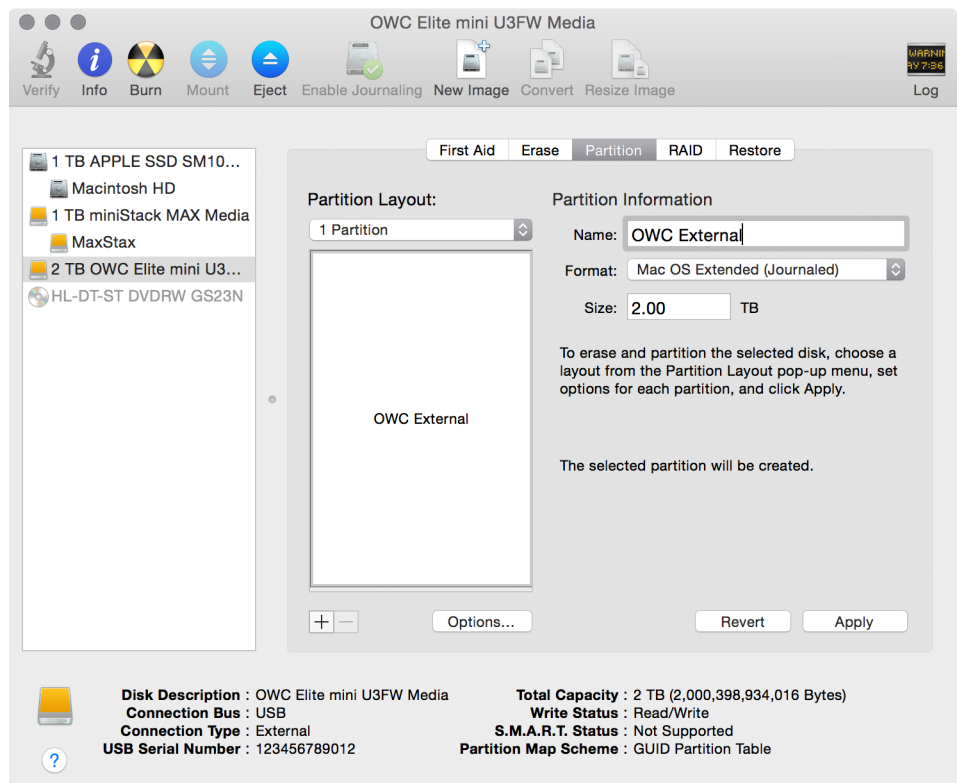 OWC Elite mini U3FW Media
Verify Info Burn Mount Eject Enable Journaling New Image Convert Resize Image Log
WARNIN
AY 7:36
First Aid Erase Partition RAID Restore
1 TB APPLE SSD SM10...
Macintosh HD
1 TB miniStack MAX Media
MaxStax
2 TB OWC Elite mini U3...
HL-DT-ST DVDRW GS23N
Partition Layout:
1 Partition
OWC External
+ −
Options...
Partition Information
Name: OWC External
Format: Mac OS Extended (Journaled)
Size: 2.00 TB
To erase and partition the selected disk, choose a
layout from the Partition Layout pop-up menu, set
options for each partition, and click Apply.
The selected partition will be created.
Revert Apply
Disk Description : OWC Elite mini U3FW Media
Connection Bus : USB
Connection Type : External
USB Serial Number : 123456789012
Total Capacity : 2 TB (2,000,398,934,016 Bytes)
Write Status : Read/Write
S.M.A.R.T. Status : Not Supported
Partition Map Scheme : GUID Partition Table
?